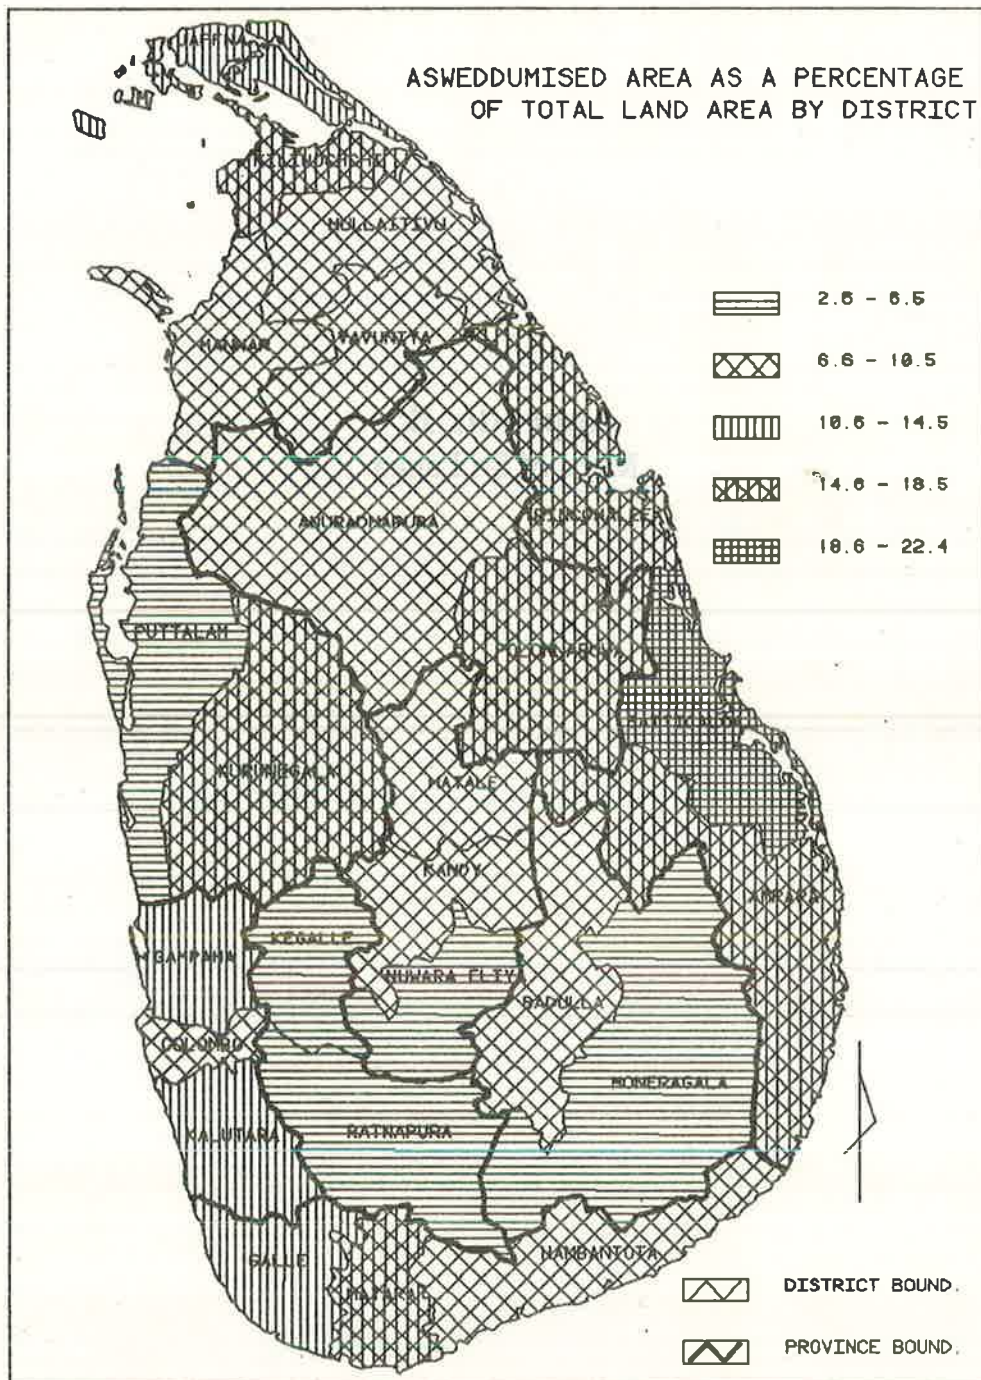 ASWEDDUMISED AREA AS A PERCENTAGE
OF TOTAL LAND AREA BY DISTRICT
JAFFNA
KILINOCHCHI
MULLAITIVU
2.6 - 6.5
MANNAR
VAVUNIYA
6.6 - 10.5
10.6 - 14.5
14.6 - 18.5
ANURADHAPURA
TRINCOMALEE
18.6 - 22.4
PUTTALAM
POLONNARUWA
BATTICALOA
KURUNEGALA
MATALE
KANDY
AMPARA
KEGALLE
GAMPAHA
NUWARA ELIY
BADULLA
COLOMBO
MONERAGALA
KALUTARA
RATNAPURA
HAMBANTOTA
GALLE
MATARA
DISTRICT BOUND.
PROVINCE BOUND.